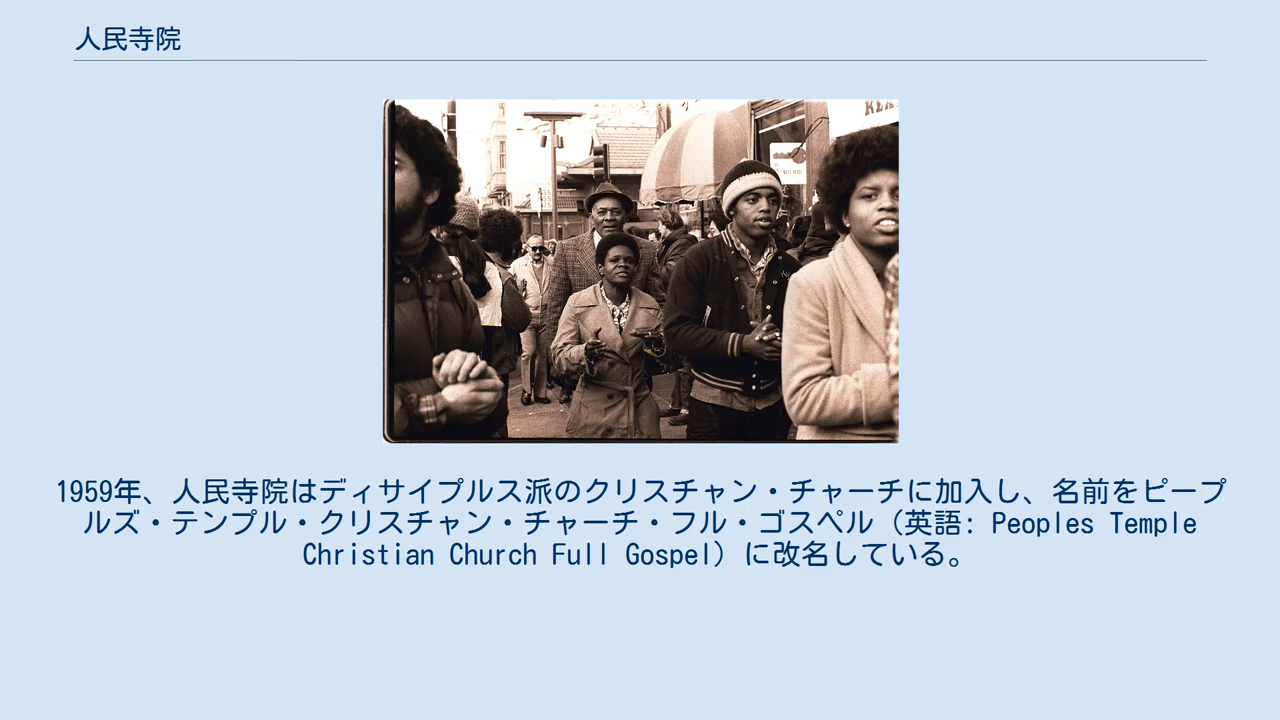 人民寺院
1959年、人民寺院はディサイプルス派のクリスチャン・チャーチに加入し、名前をピープ
ルズ・テンプル・クリスチャン・チャーチ・フル・ゴスペル（英語: Peoples Temple
Christian Church Full Gospel）に改名している。